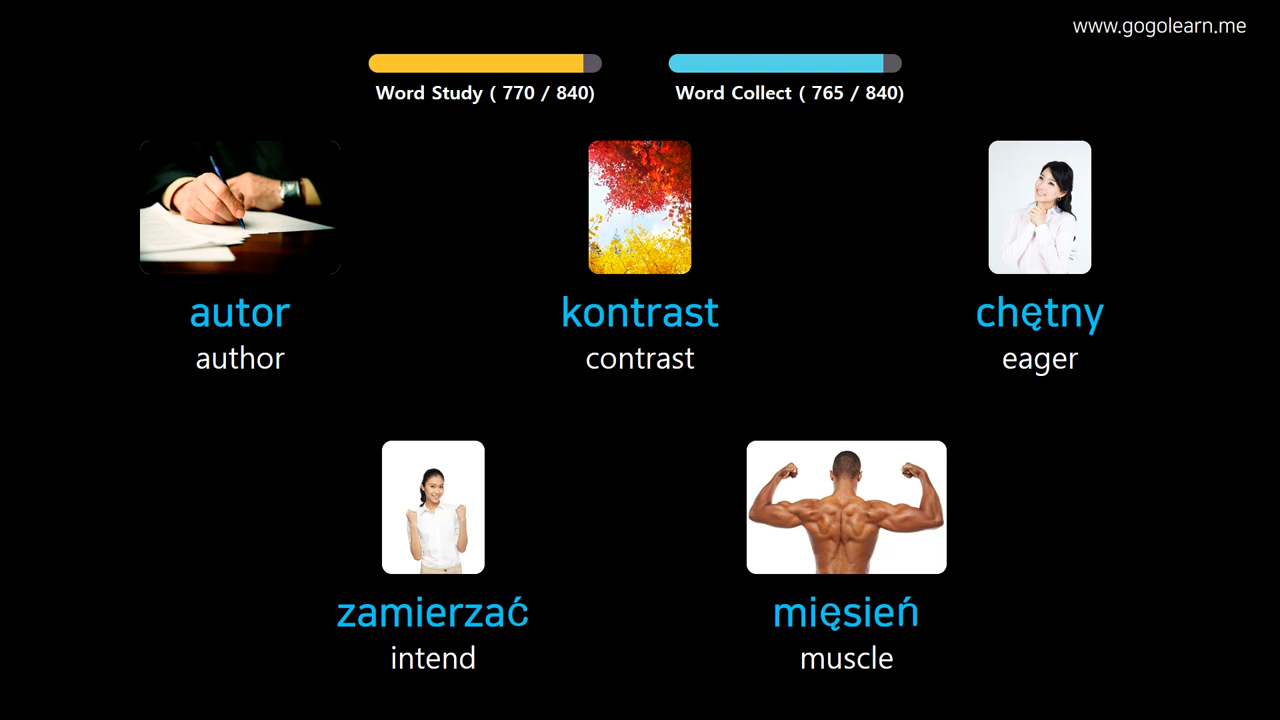 www.gogolearn.me
Word Study ( 770 / 840)
Word Collect ( 765 / 840)
autor
author
kontrast
contrast
chętny
eager
zamierzać
intend
mięsień
muscle